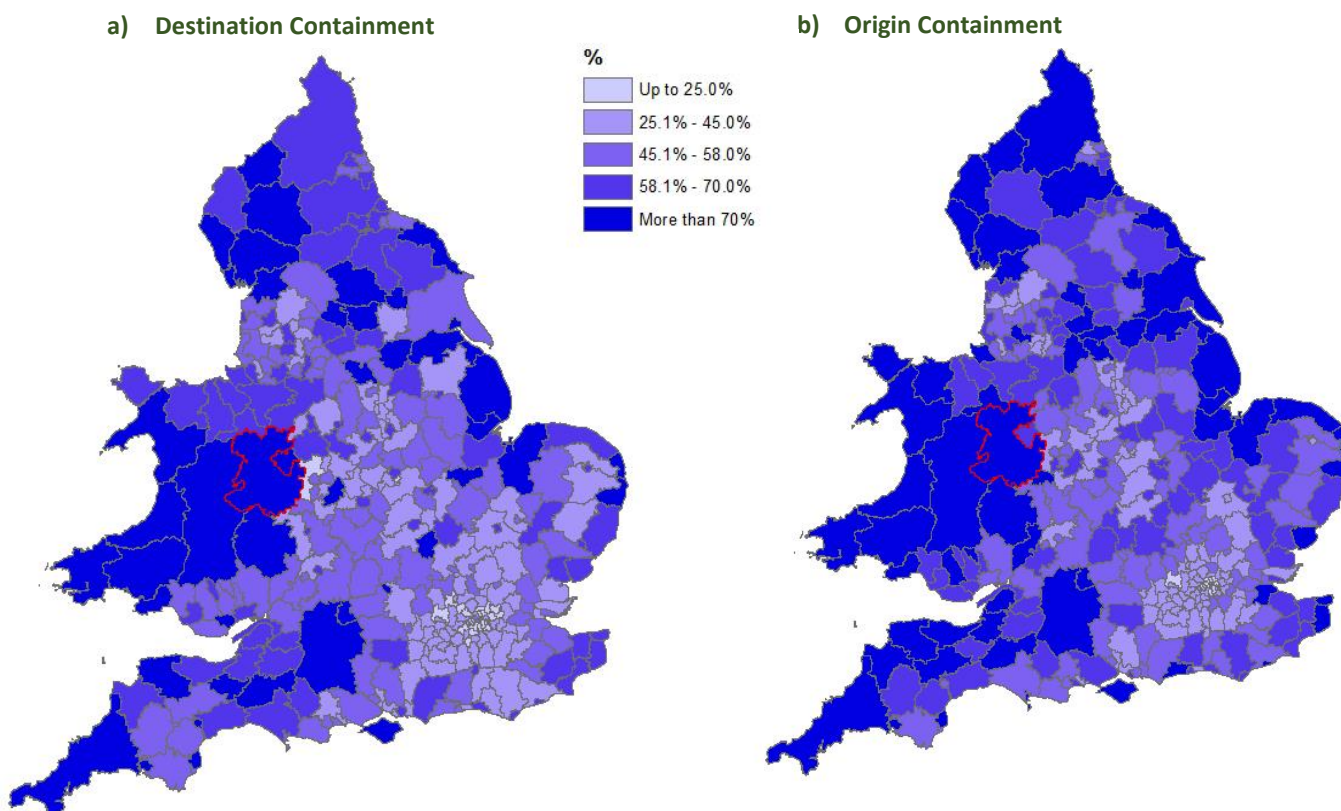 a) Destination Containment
b) Origin Containment
%
Up to 25.0%
25.1% - 45.0%
45.1% - 58.0%
58.1% - 70.0%
More than 70%